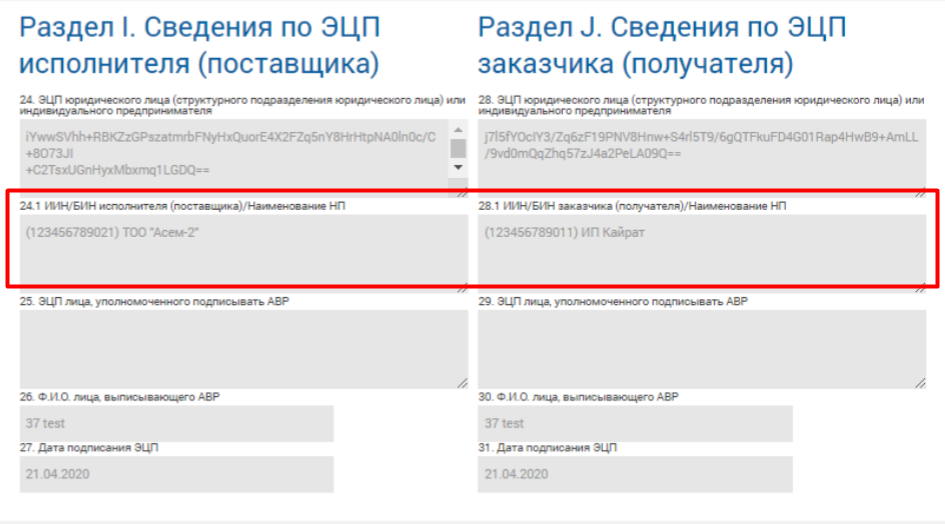 Раздел I. Сведения по ЭЦП
исполнителя (поставщика)
24. ЭЦП юридического лица (структурного подразделения юридического лица) или
индивидуального предпринимателя
iYwwSVhh+RBKZzGPszatmrbFNyHxQuorE4X2FZq5nY8HrHtpNA0ln0c/C
+8O73JI
+C2TsxUGnHyxMbxmq1LGDQ==
24.1 ИИН/БИН исполнителя (поставщика)/Наименование НП
(123456789021) ТОО "Асем-2"
25. ЭЦП лица, уполномоченного подписывать АВР
26. Ф.И.О. лица, выписывающего АВР
37 test
27. Дата подписания ЭЦП
21.04.2020
Раздел J. Сведения по ЭЦП
заказчика (получателя)
28. ЭЦП юридического лица (структурного подразделения юридического лица) или
индивидуального предпринимателя
j7l5fYOcIY3/Zq6zF19PNV8Hnw+S4rl5T9/6gQTFkuFD4G01Rap4HwB9+AmLL
/9vd0mQqZhq57zJ4a2PeLA09Q==
28.1 ИИН/БИН заказчика (получателя)/Наименование НП
(123456789011) ИП Кайрат
29. ЭЦП лица, уполномоченного подписывать АВР
30. Ф.И.О. лица, выписывающего АВР
37 test
31. Дата подписания ЭЦП
21.04.2020